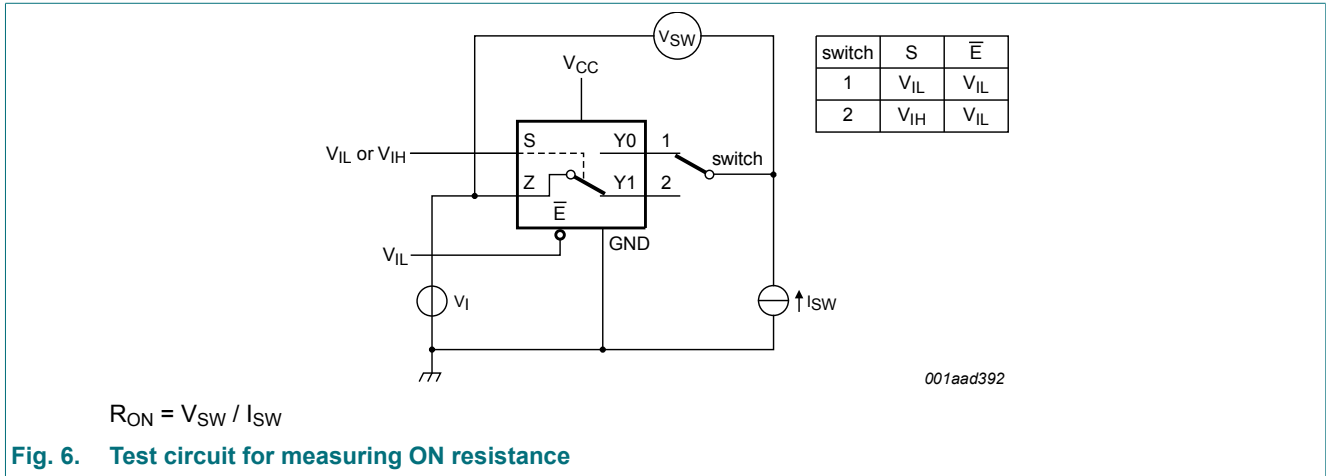 VSW
switch S E̅
1 VIL VIL
2 VIH VIL
VCC
S Y0 1
VIL or VIH
switch
Z Y1 2
E̅
GND
VIL
VI
ISW
001aad392
RON = VSW / ISW
Fig. 6. Test circuit for measuring ON resistance